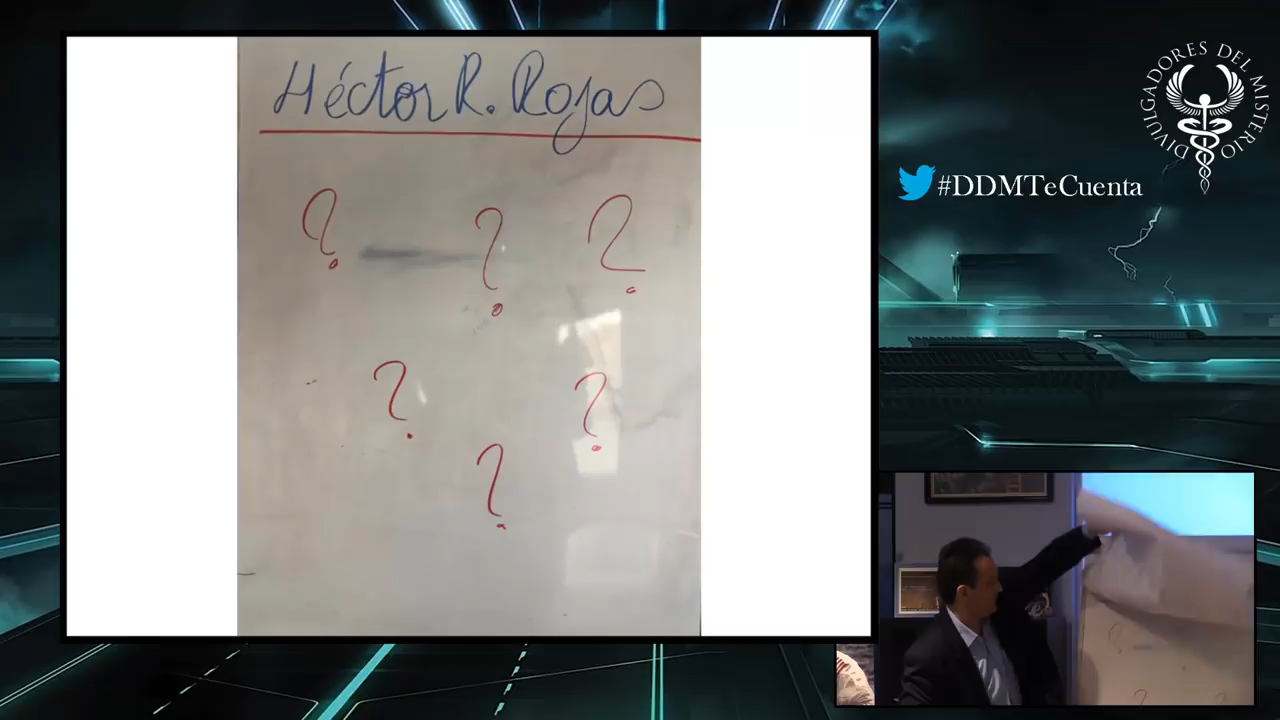 Héctor R. Rojas
? ? ?
? ?
?
DIVULGADORES DEL MISTERIO
#DDMTeCuenta